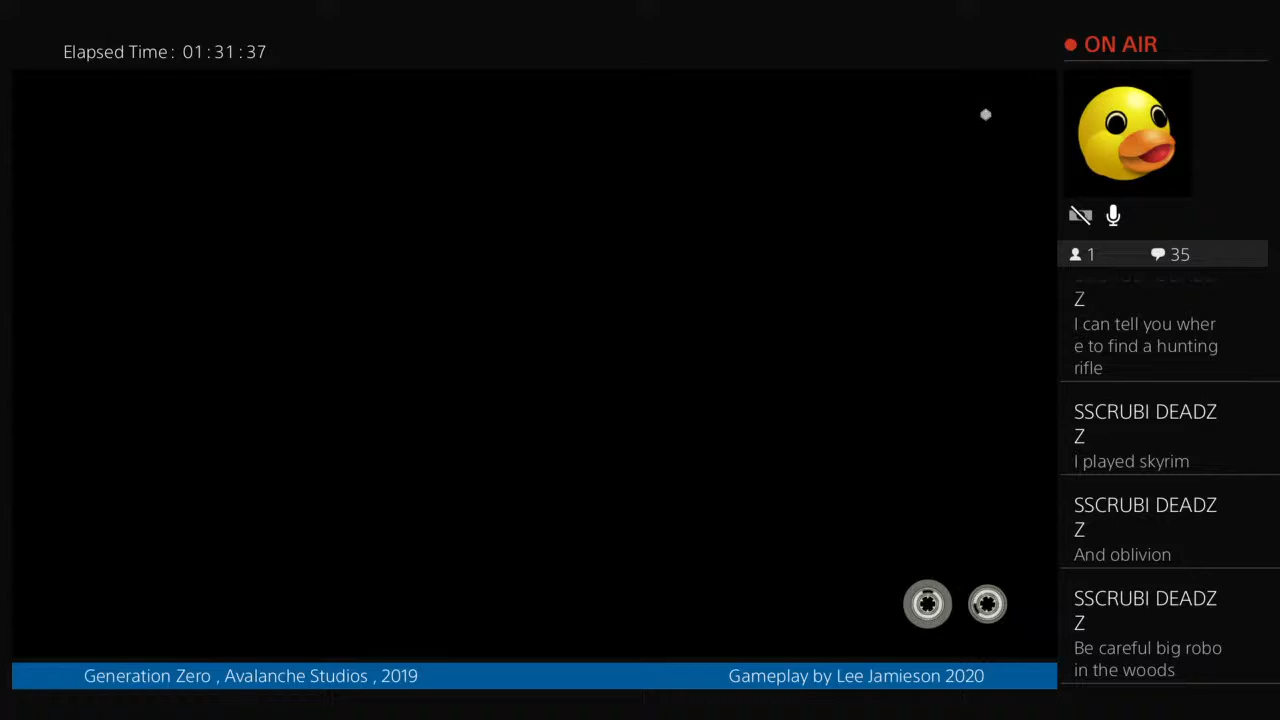 Elapsed Time: 01:31:37
ON AIR
1 35
Z
I can tell you wher
e to find a hunting
rifle
SSCRUBI DEADZ
Z
I played skyrim
SSCRUBI DEADZ
Z
And oblivion
SSCRUBI DEADZ
Z
Be careful big robo
in the woods
Generation Zero , Avalanche Studios , 2019
Gameplay by Lee Jamieson 2020